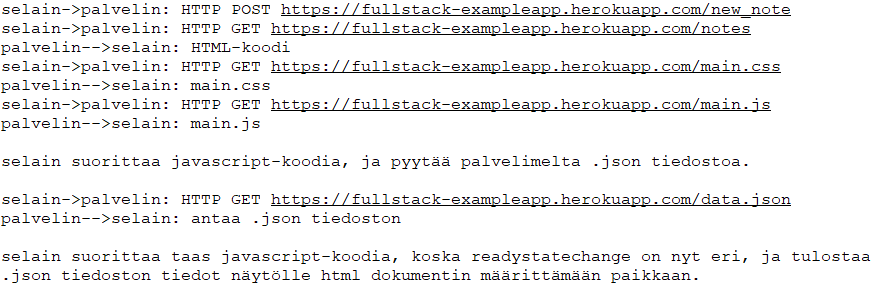 selain->palvelin: HTTP POST https://fullstack-exampleapp.herokuapp.com/new_note
selain->palvelin: HTTP GET https://fullstack-exampleapp.herokuapp.com/notes
palvelin-->selain: HTML-koodi
selain->palvelin: HTTP GET https://fullstack-exampleapp.herokuapp.com/main.css
palvelin-->selain: main.css
selain->palvelin: HTTP GET https://fullstack-exampleapp.herokuapp.com/main.js
palvelin-->selain: main.js
selain suorittaa javascript-koodia, ja pyytää palvelimelta .json tiedostoa.
selain->palvelin: HTTP GET https://fullstack-exampleapp.herokuapp.com/data.json
palvelin-->selain: antaa .json tiedoston
selain suorittaa taas javascript-koodia, koska readystatechange on nyt eri, ja tulostaa
.json tiedoston tiedot näytölle html dokumentin määrittämään paikkaan.